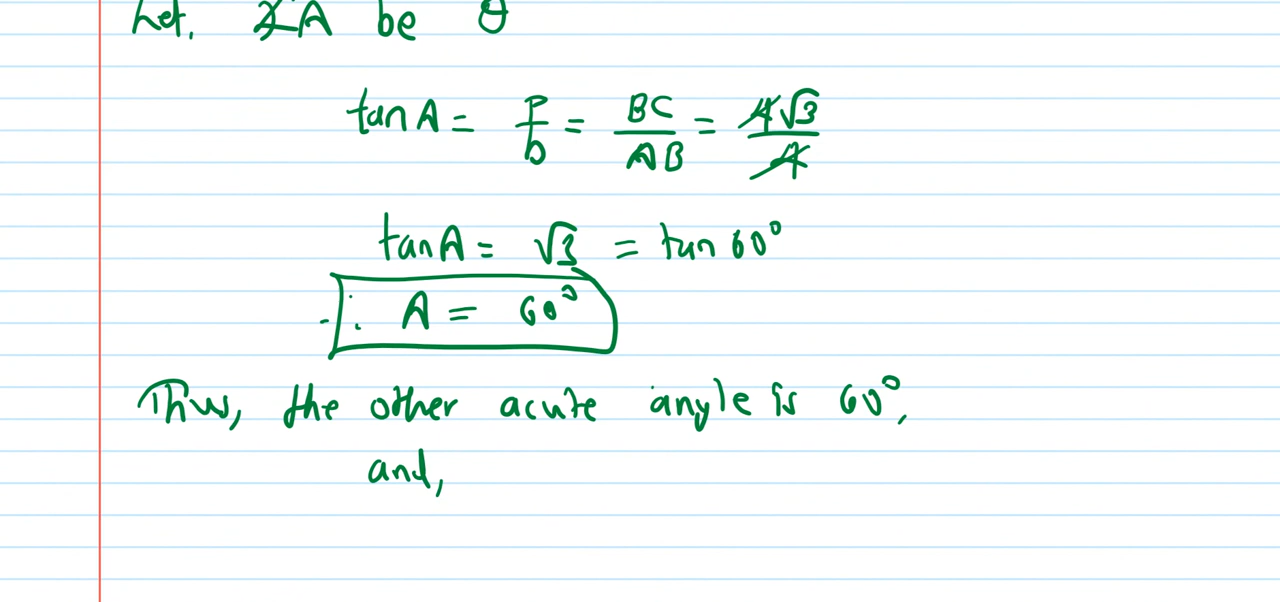 Let, ∠A be θ
tan A = p/b = BC/AB = 4√3/4
tan A = √3 = tan 60°
∴ A = 60°
Thus, the other acute angle is 60°,
and,